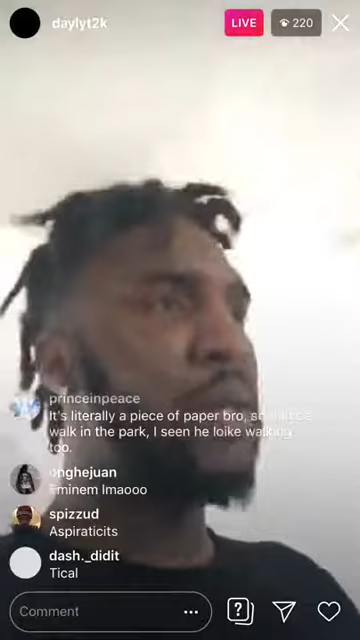 daylyt2k
LIVE
220
princeinpeace
It's literally a piece of paper bro,
walk in the park, I seen he loike walking
too.
onghejuan
Eminem lmaooo
spizzud
Aspiraticits
dash._didit
Tical
Comment